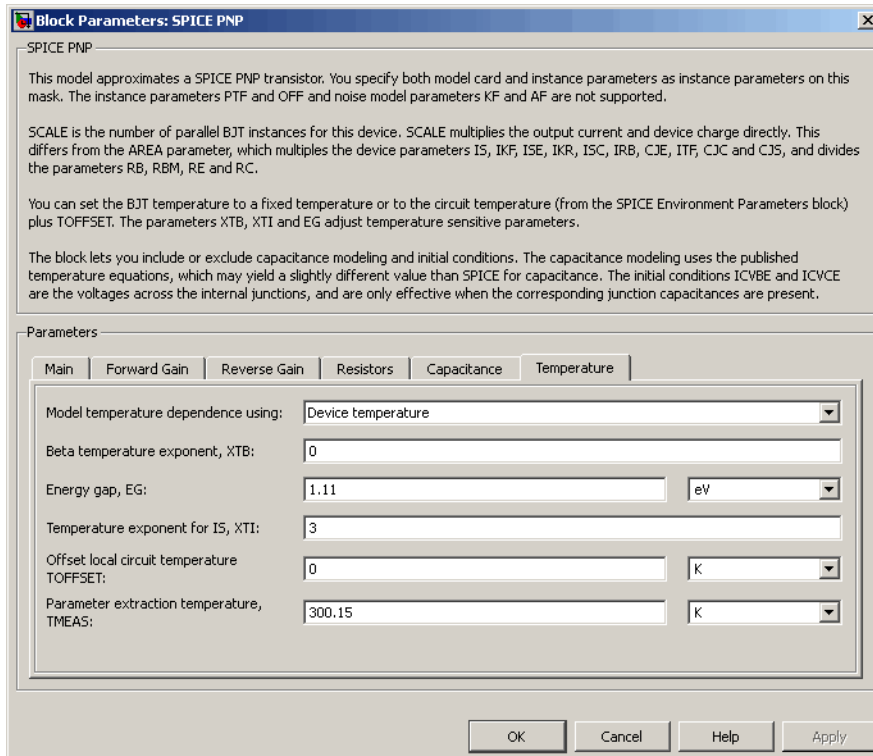 Block Parameters: SPICE PNP
SPICE PNP
This model approximates a SPICE PNP transistor. You specify both model card and instance parameters as instance parameters on this
mask. The instance parameters PTF and OFF and noise model parameters KF and AF are not supported.
SCALE is the number of parallel BJT instances for this device. SCALE multiplies the output current and device charge directly. This
differs from the AREA parameter, which multiples the device parameters IS, IKF, ISE, IKR, ISC, IRB, CJE, ITF, CJC and CJS, and divides
the parameters RB, RBM, RE and RC.
You can set the BJT temperature to a fixed temperature or to the circuit temperature (from the SPICE Environment Parameters block)
plus TOFFSET. The parameters XTB, XTI and EG adjust temperature sensitive parameters.
The block lets you include or exclude capacitance modeling and initial conditions. The capacitance modeling uses the published
temperature equations, which may yield a slightly different value than SPICE for capacitance. The initial conditions ICVBE and ICVCE
are the voltages across the internal junctions, and are only effective when the corresponding junction capacitances are present.
Parameters
Main Forward Gain Reverse Gain Resistors Capacitance Temperature
Model temperature dependence using: Device temperature
Beta temperature exponent, XTB: 0
Energy gap, EG: 1.11 eV
Temperature exponent for IS, XTI: 3
Offset local circuit temperature
TOFFSET: 0 K
Parameter extraction temperature,
TMEAS: 300.15 K
OK Cancel Help Apply